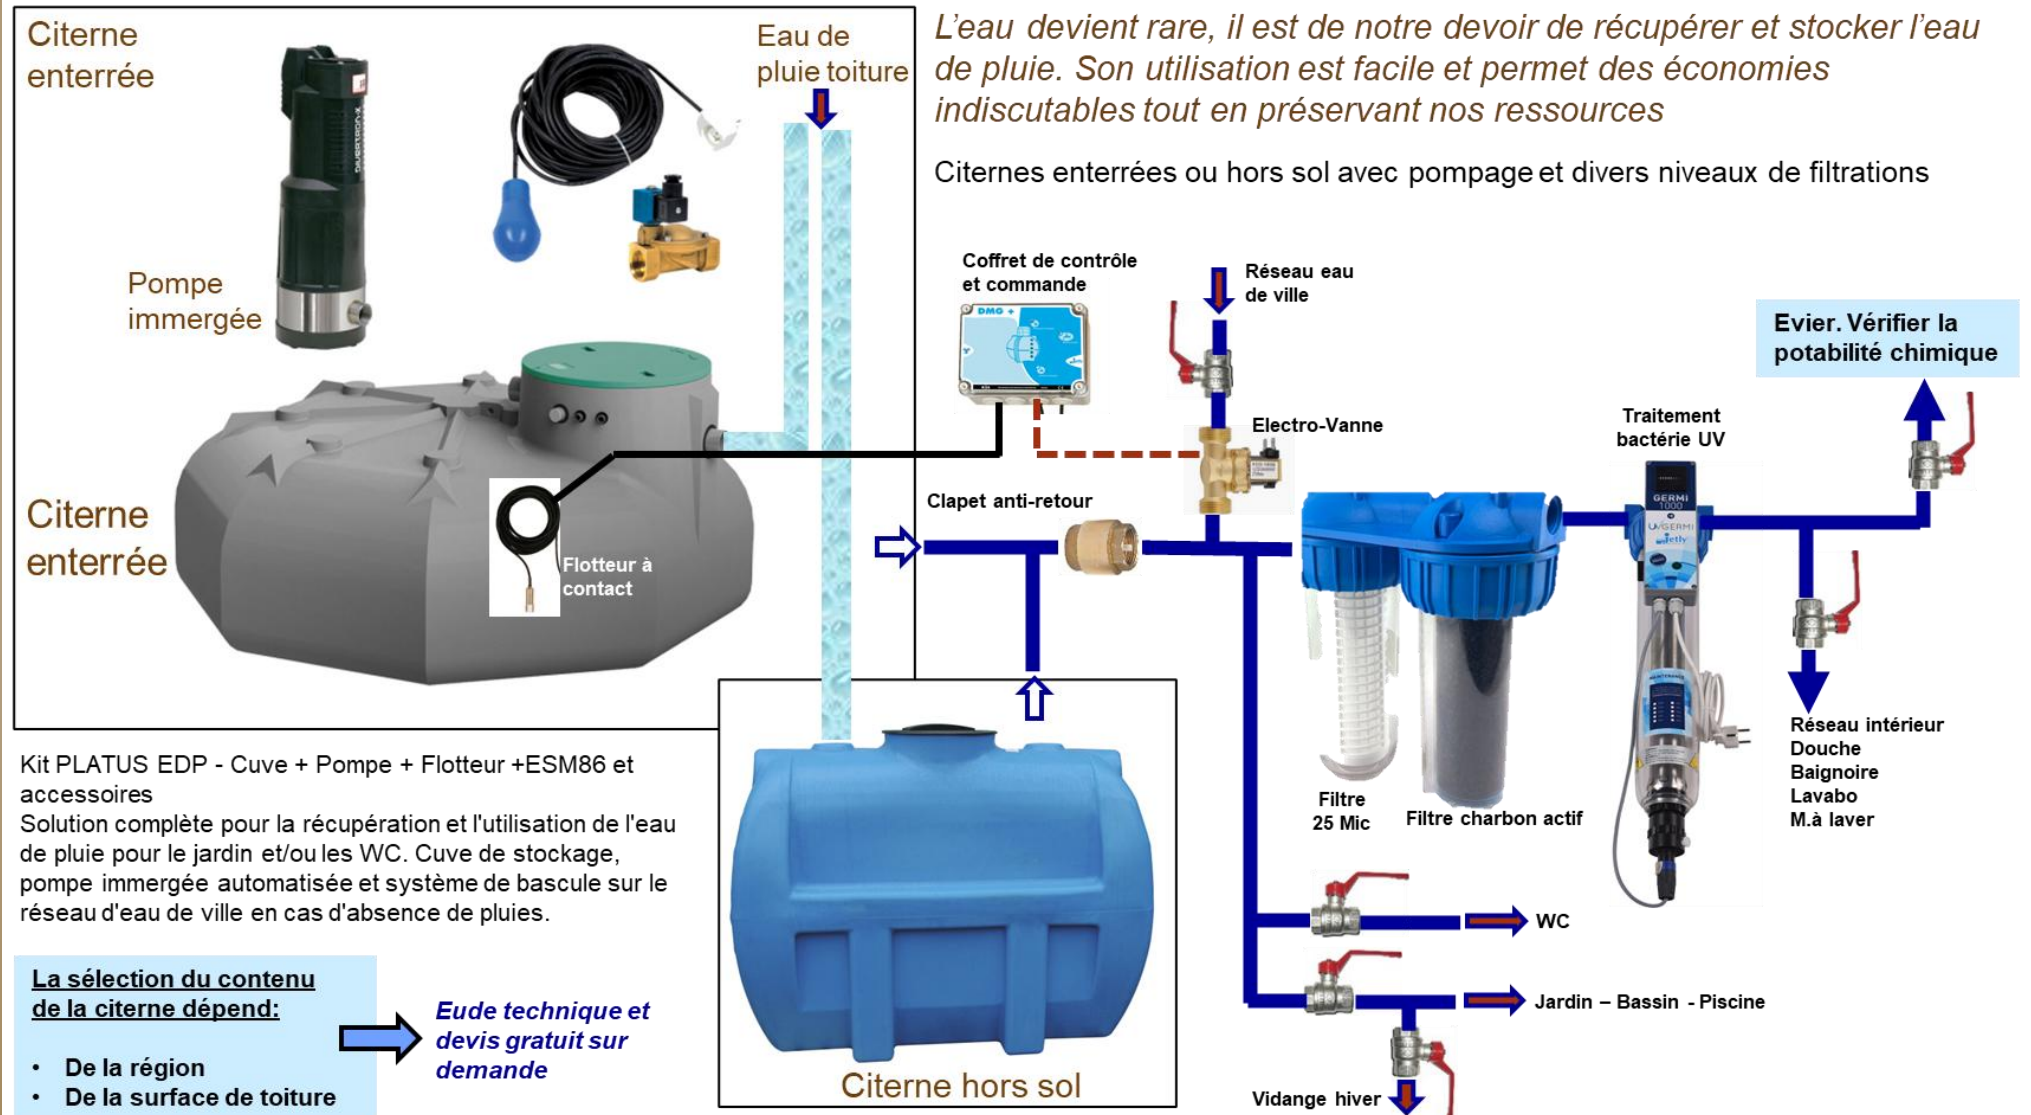 Citerne
enterrée
Eau de
pluie toiture
L'eau devient rare, il est de notre devoir de récupérer et stocker l'eau
de pluie. Son utilisation est facile et permet des économies
indiscutables tout en préservant nos ressources
Citernes enterrées ou hors sol avec pompage et divers niveaux de filtrations
Pompe
immergée
Coffret de contrôle
et commande
DMG +
Réseau eau
de ville
Evier. Vérifier la
potabilité chimique
Electro-Vanne
Traitement
bactérie UV
GERMI
1000
UVGERMI
jetly
Clapet anti-retour
Citerne
enterrée
Flotteur à
contact
Réseau intérieur
Douche
Baignoire
Lavabo
M.à laver
Filtre
25 Mic
Filtre charbon actif
Kit PLATUS EDP - Cuve + Pompe + Flotteur +ESM86 et
accessoires
Solution complète pour la récupération et l'utilisation de l'eau
de pluie pour le jardin et/ou les WC. Cuve de stockage,
pompe immergée automatisée et système de bascule sur le
réseau d'eau de ville en cas d'absence de pluies.
WC
La sélection du contenu
de la citerne dépend:
• De la région
• De la surface de toiture
Eude technique et
devis gratuit sur
demande
Jardin – Bassin - Piscine
Citerne hors sol
Vidange hiver